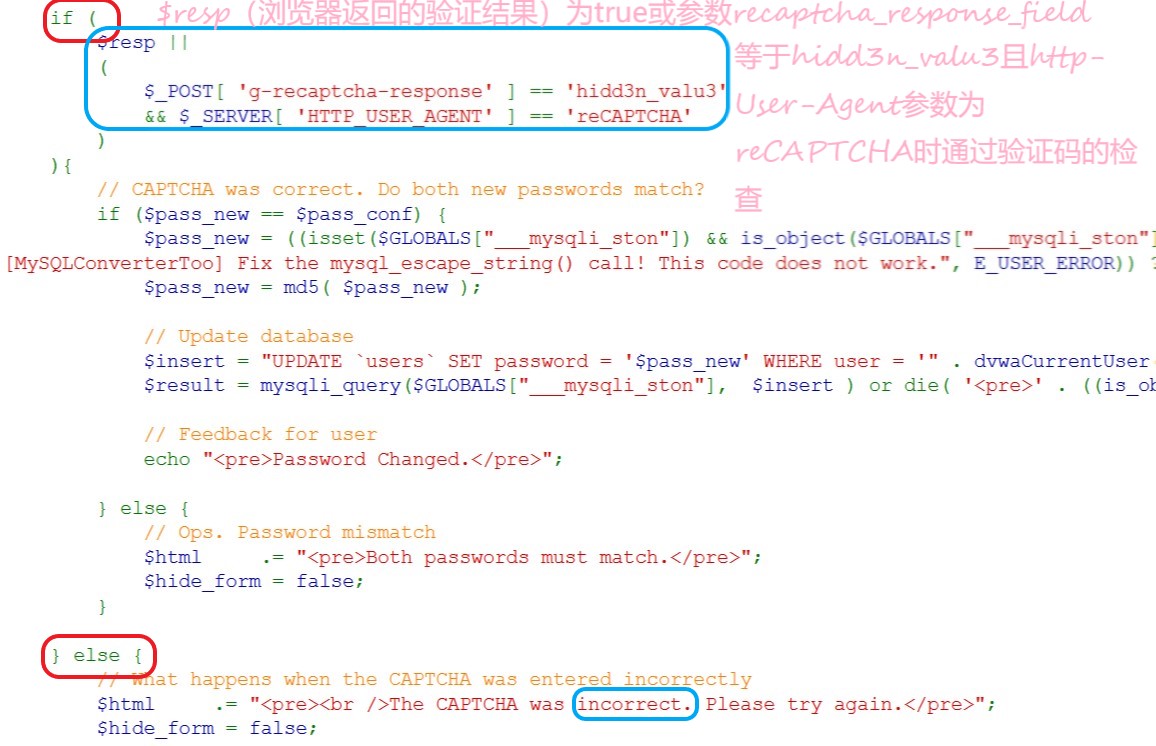 if (
$resp（浏览器返回的验证结果）为true或参数recaptcha_response_field
$resp ||
等于hidd3n_valu3且http-
(
$_POST[ 'g-recaptcha-response' ] == 'hidd3n_valu3'
User-Agent参数为
&& $_SERVER[ 'HTTP_USER_AGENT' ] == 'reCAPTCHA'
)
reCAPTCHA时通过验证码的检
){
查
// CAPTCHA was correct. Do both new passwords match?
if ($pass_new == $pass_conf) {
$pass_new = ((isset($GLOBALS["___mysqli_ston"]) && is_object($GLOBALS["___mysqli_ston"]
[MySQLConverterToo] Fix the mysql_escape_string() call! This code does not work.", E_USER_ERROR)) ?
$pass_new = md5( $pass_new );
// Update database
$insert = "UPDATE `users` SET password = '$pass_new' WHERE user = '" . dvwaCurrentUser(
$result = mysqli_query($GLOBALS["___mysqli_ston"],  $insert ) or die( '<pre>' . ((is_ob
// Feedback for user
echo "<pre>Password Changed.</pre>";
} else {
// Ops. Password mismatch
$html     .= "<pre>Both passwords must match.</pre>";
$hide_form = false;
}
} else {
// What happens when the CAPTCHA was entered incorrectly
$html     .= "<pre><br />The CAPTCHA was incorrect. Please try again.</pre>";
$hide_form = false;